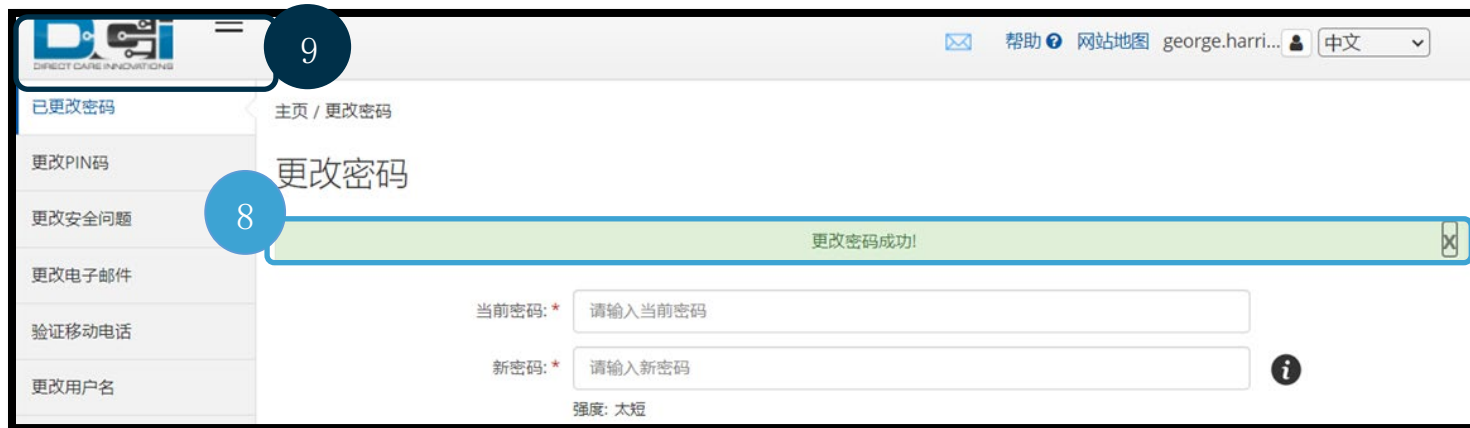 DCI
DIRECT CARE INNOVATIONS
9
帮助 ? 网站地图 george.harri... 中文
已更改密码
更改PIN码
更改安全问题
更改电子邮件
验证移动电话
更改用户名
主页 / 更改密码
更改密码
8
更改密码成功! X
当前密码: * 请输入当前密码
新密码: * 请输入新密码 i
强度: 太短